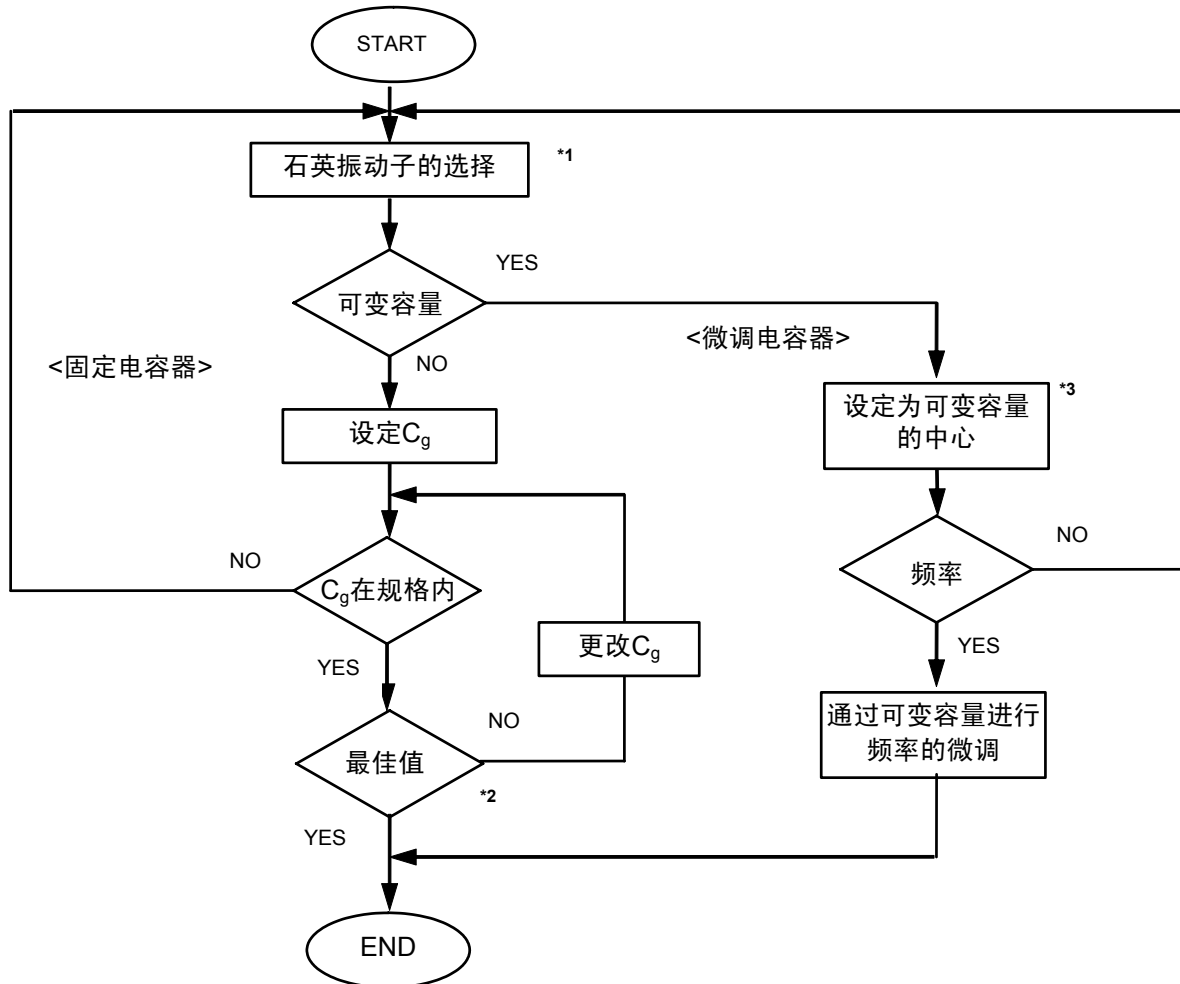 START
石英振动子的选择
*1
YES
可变容量
<固定电容器>
NO
<微调电容器>
*3
设定C_g
设定为可变容量
的中心
NO
C_g在规格内
频率
NO
更改C_g
YES
YES
通过可变容量进行
频率的微调
最佳值
NO
*2
YES
END